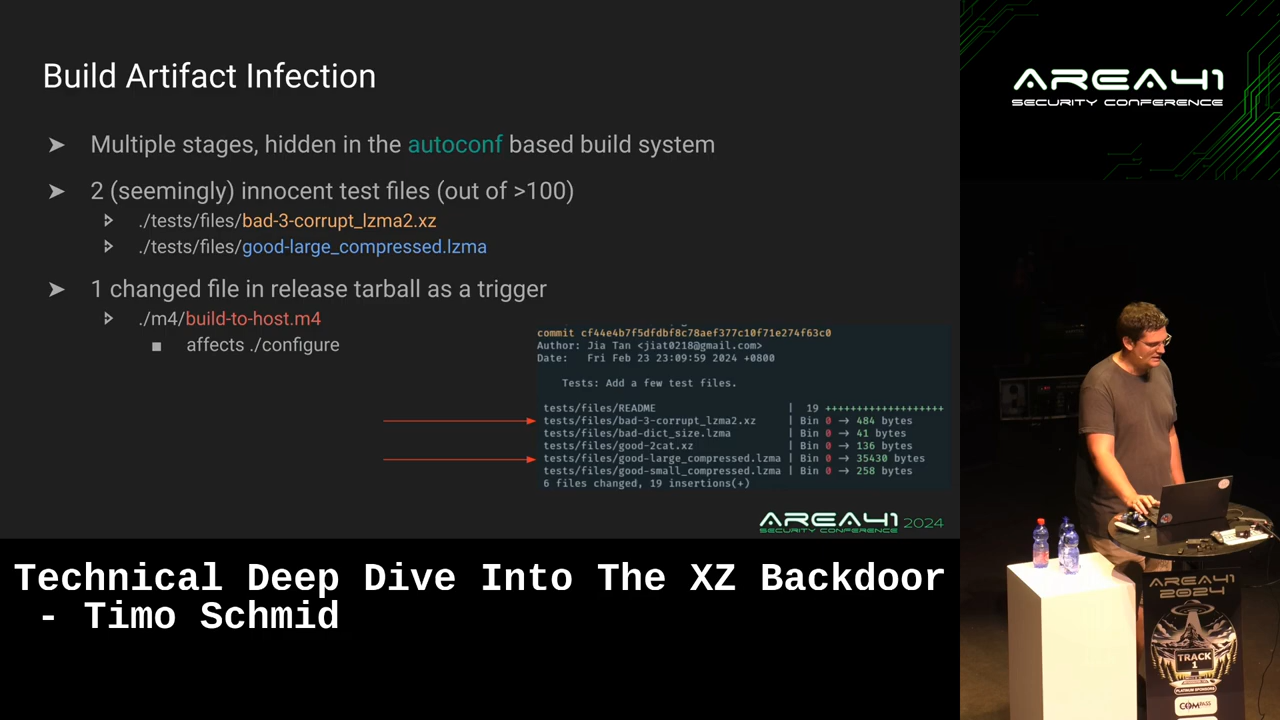 Build Artifact Infection
➤ Multiple stages, hidden in the autoconf based build system
➤ 2 (seemingly) innocent test files (out of >100)
./tests/files/bad-3-corrupt_lzma2.xz
./tests/files/good-large_compressed.lzma
➤ 1 changed file in release tarball as a trigger
./m4/build-to-host.m4
■ affects ./configure
commit cf44e4b7f5dfdbf8c78aef377c10f71e274f63c0
Author: Jia Tan <jiat0218@gmail.com>
Date: Fri Feb 23 23:09:59 2024 +0800
Tests: Add a few test files.
tests/files/README | 19 +++++++++++++++++++
tests/files/bad-3-corrupt_lzma2.xz | Bin 0 → 484 bytes
tests/files/bad-dict_size.lzma | Bin 0 → 41 bytes
tests/files/good-2cat.xz | Bin 0 → 136 bytes
tests/files/good-large_compressed.lzma | Bin 0 → 35430 bytes
tests/files/good-small_compressed.lzma | Bin 0 → 258 bytes
6 files changed, 19 insertions(+)
AREA41 2024
SECURITY CONFERENCE
Technical Deep Dive Into The XZ Backdoor
- Timo Schmid
AREA41
SECURITY CONFERENCE
AREA41
2024
TRACK
1
PLATINUM SPONSORS
COMPASS